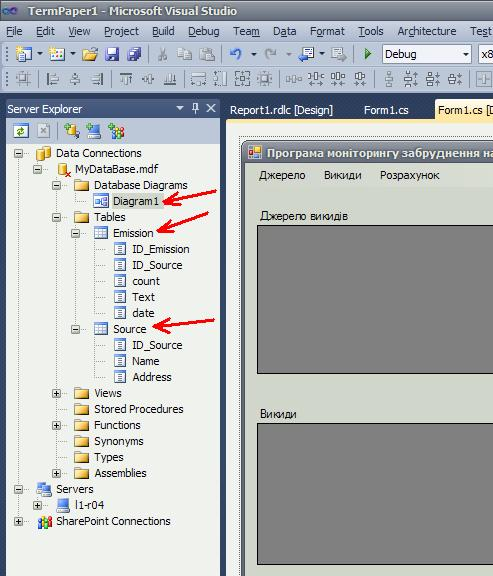 TermPaper1 - Microsoft Visual Studio
File Edit View Project Build Debug Team Data Format Tools Architecture Test
Debug x8
Server Explorer
Report1.rdlc [Design] Form1.cs Form1.cs [D
Data Connections
MyDataBase.mdf
Database Diagrams
Diagram1
Tables
Emission
ID_Emission
ID_Source
count
Text
date
Source
ID_Source
Name
Address
Views
Stored Procedures
Functions
Synonyms
Types
Assemblies
Servers
l1-r04
SharePoint Connections
Програма моніторингу забруднення на
Джерело Викиди Розрахунок
Джерело викидів
Викиди